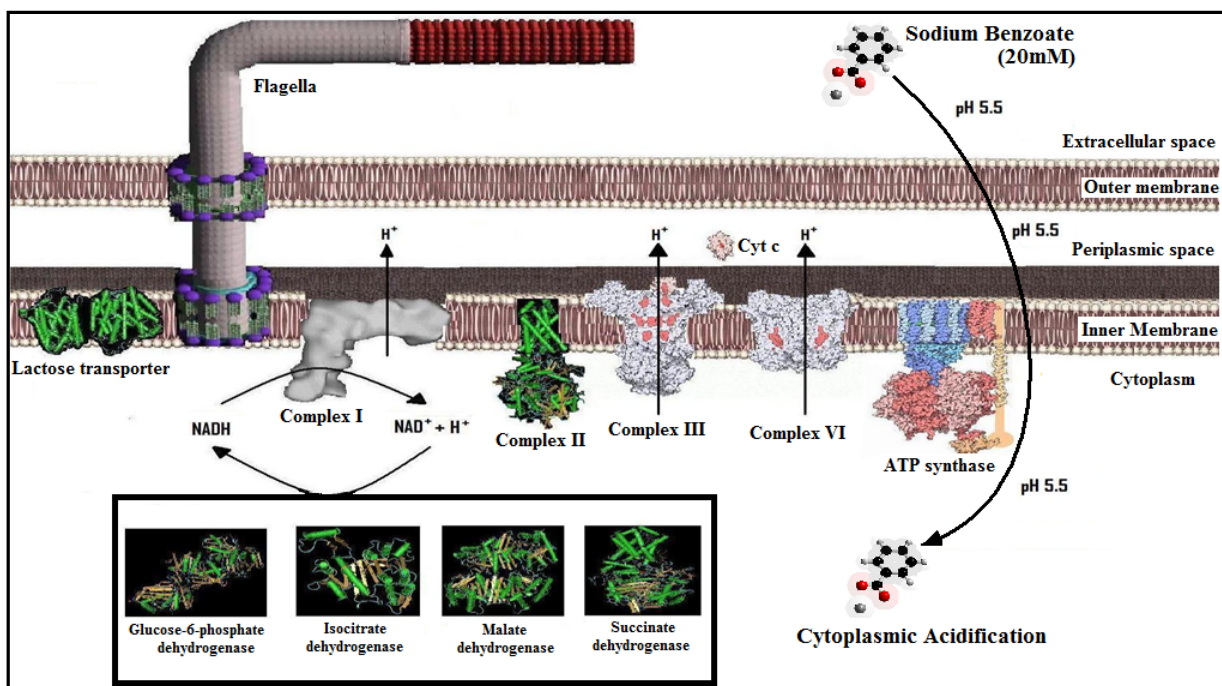 Sodium Benzoate
(20mM)
Flagella
pH 5.5
Extracellular space
Outer membrane
pH 5.5
H⁺
H⁺
Cyt c
H⁺
Periplasmic space
Inner Membrane
Lactose transporter
Cytoplasm
Complex I
NADH
NAD⁺ + H⁺
Complex II
Complex III
Complex VI
ATP synthase
pH 5.5
Glucose-6-phosphate
dehydrogenase
Isocitrate
dehydrogenase
Malate
dehydrogenase
Succinate
dehydrogenase
Cytoplasmic Acidification